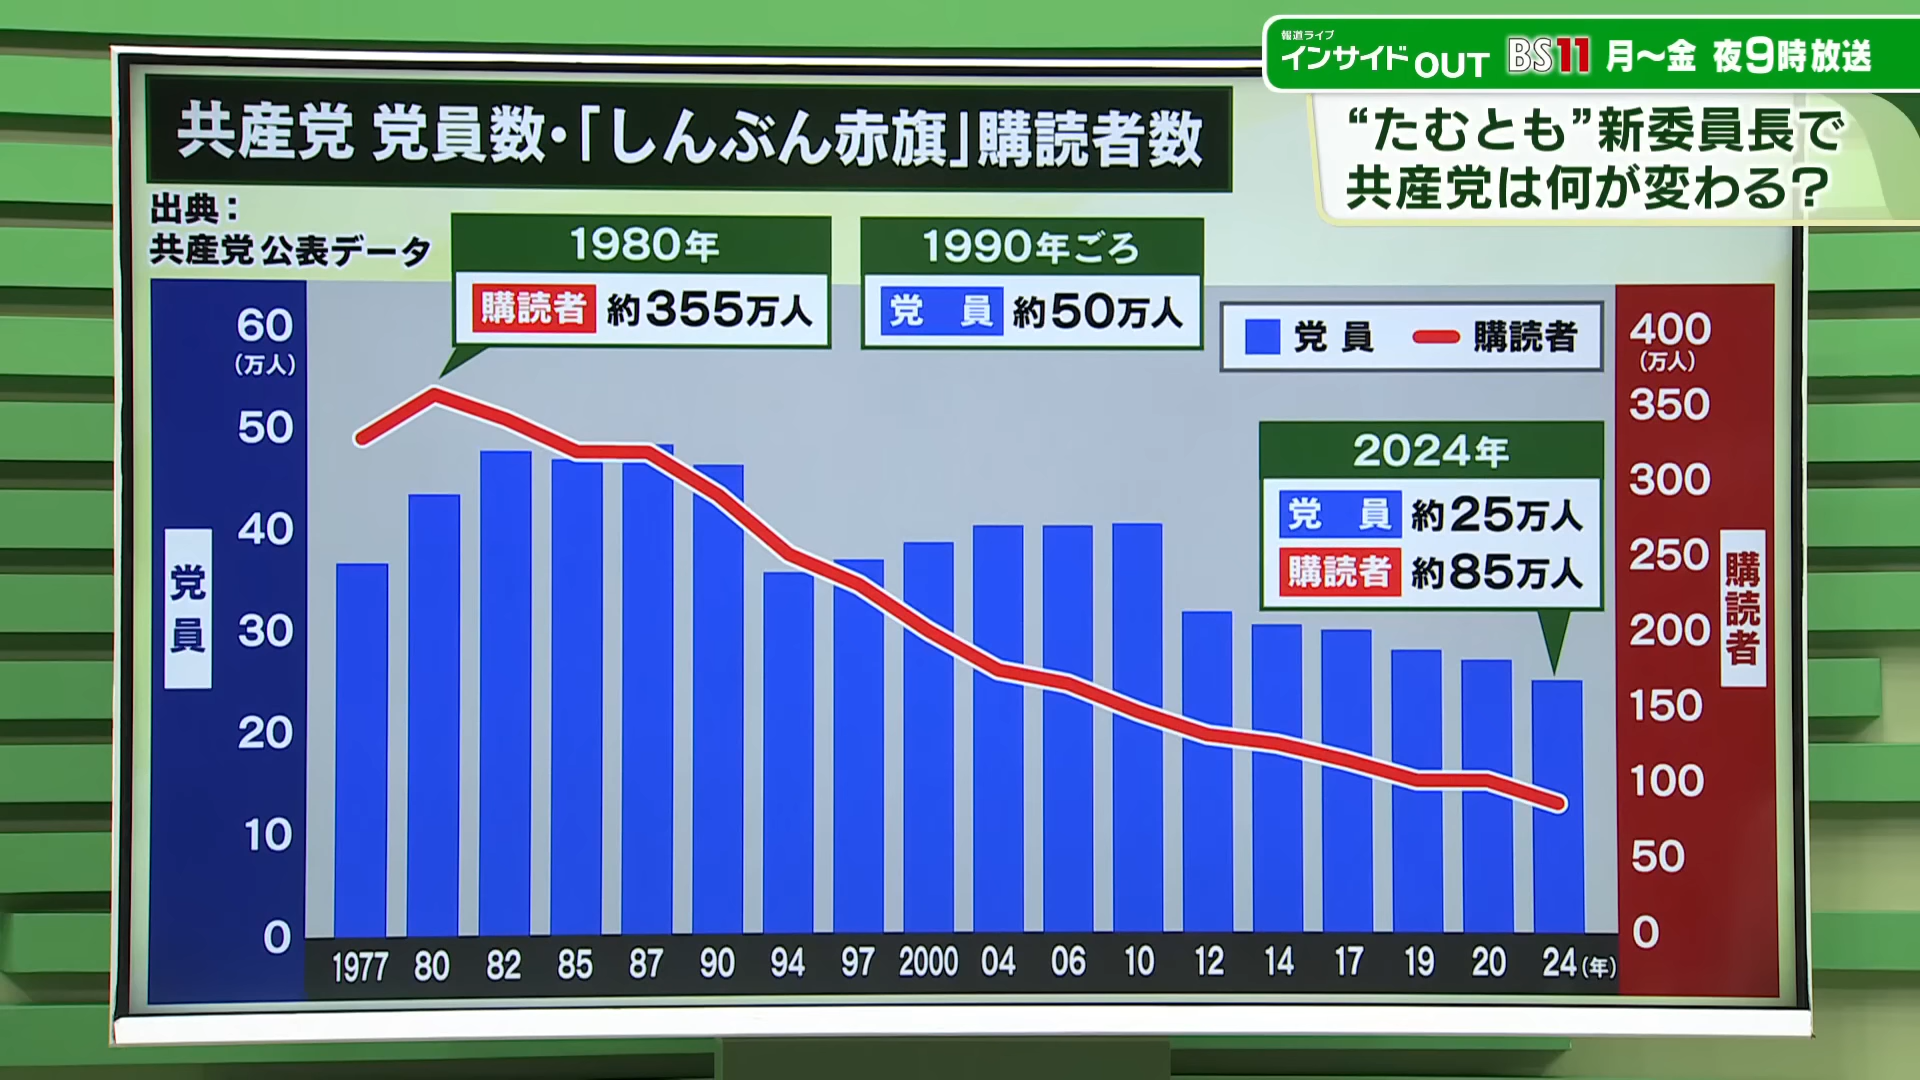 報道ライブ
インサイドOUT BS11 月～金 夜9時放送
“たむとも”新委員長で
共産党は何が変わる？
共産党 党員数・「しんぶん赤旗」購読者数
出典：
共産党 公表データ
1980年
購読者 約355万人
1990年ごろ
党員 約50万人
党員 購読者
2024年
党員 約25万人
購読者 約85万人
党員
60
(万人)
50
40
30
20
10
0
購読者
400
(万人)
350
300
250
200
150
100
50
0
1977 80 82 85 87 90 94 97 2000 04 06 10 12 14 17 19 20 24(年)